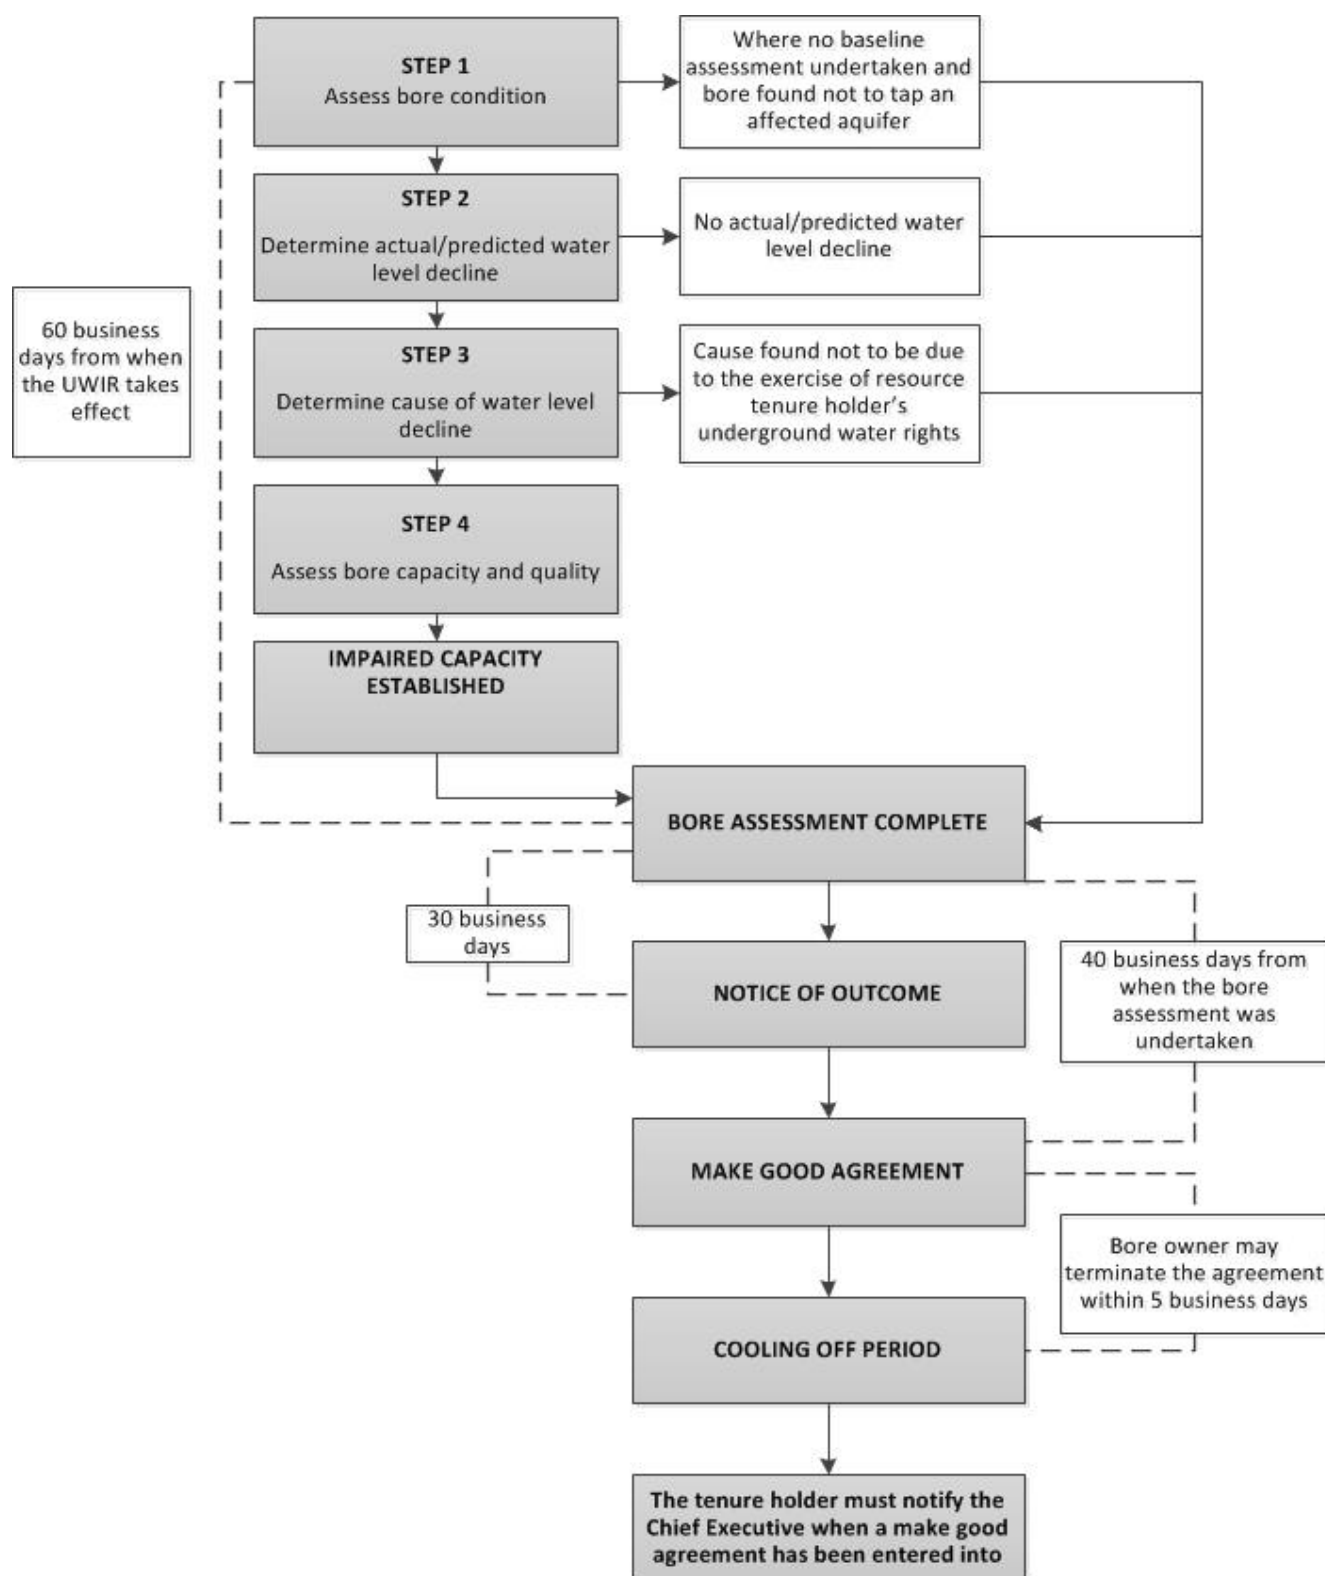 STEP 1
Assess bore condition
Where no baseline
assessment undertaken and
bore found not to tap an
affected aquifer
STEP 2
Determine actual/predicted water
level decline
No actual/predicted water
level decline
60 business
days from when
the UWIR takes
effect
STEP 3
Determine cause of water level
decline
Cause found not to be due
to the exercise of resource
tenure holder’s
underground water rights
STEP 4
Assess bore capacity and quality
IMPAIRED CAPACITY
ESTABLISHED
BORE ASSESSMENT COMPLETE
30 business
days
NOTICE OF OUTCOME
40 business days from
when the bore
assessment was
undertaken
MAKE GOOD AGREEMENT
Bore owner may
terminate the agreement
within 5 business days
COOLING OFF PERIOD
The tenure holder must notify the
Chief Executive when a make good
agreement has been entered into